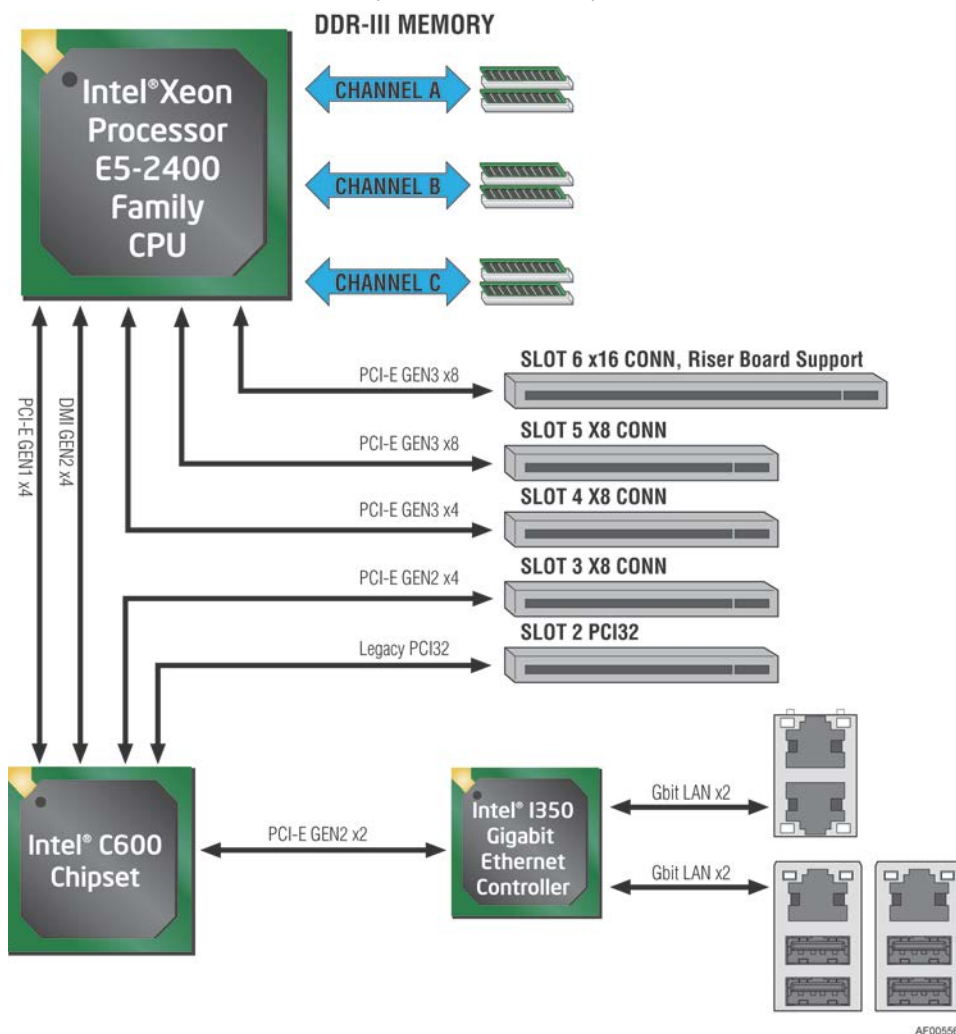 DDR-III MEMORY
Intel®Xeon
Processor
E5-2400
Family
CPU
CHANNEL A
CHANNEL B
CHANNEL C
PCI-E GEN1 x4
DMI GEN2 x4
PCI-E GEN3 x8
SLOT 6 x16 CONN, Riser Board Support
PCI-E GEN3 x8
SLOT 5 X8 CONN
PCI-E GEN3 x4
SLOT 4 X8 CONN
PCI-E GEN2 x4
SLOT 3 X8 CONN
Legacy PCI32
SLOT 2 PCI32
Intel® C600
Chipset
PCI-E GEN2 x2
Intel® I350
Gigabit
Ethernet
Controller
Gbit LAN x2
Gbit LAN x2
AF00556